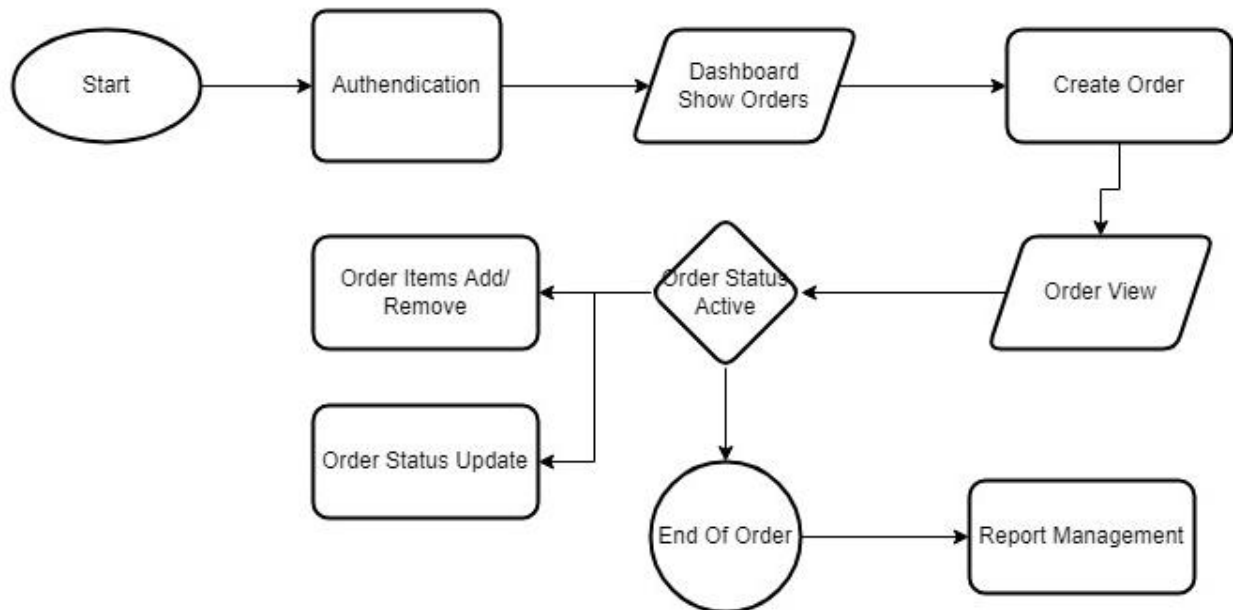 Start
Authendication
Dashboard
Show Orders
Create Order
Order Items Add/
Remove
Order Status
Active
Order View
Order Status Update
End Of Order
Report Management